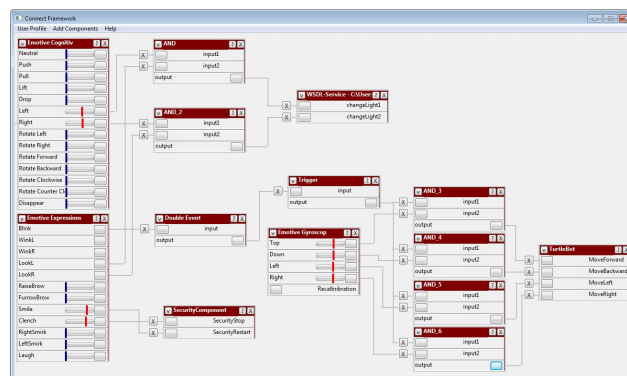 Connect Framework
User Profile Add Components Help
Emotive Cognitiv ? X
Neutral
Push
Pull
Lift
Drop
Left
Right
Rotate Left
Rotate Right
Rotate Forward
Rotate Backward
Rotate Clockwise
Rotate Counter Cl
Disappear
Emotive Expressions ? X
Blink
WinkL
WinkR
LookL
LookR
RaiseBrow
FurrowBrow
Smile
Clench
RightSmirk
LeftSmirk
Laugh
AND ? X
X input1
X input2
output
AND_2 ? X
X input1
X input2
output
WSDL-Service - C:\User ? X
X changeLight1
X changeLight2
Double Event ? X
X input
output
Trigger ? X
X input
output
SecurityComponent ? X
X SecurityStop
X SecurityRestart
Emotive Gyroscop ? X
Top
Down
Left
Right
Recalibribration
AND_3 ? X
X input1
X input2
output
AND_4 ? X
X input1
X input2
output
AND_5 ? X
X input1
X input2
output
AND_6 ? X
X input1
X input2
output
TurtleBot ? X
X MoveForward
X MoveBackward
X MoveLeft
X MoveRight